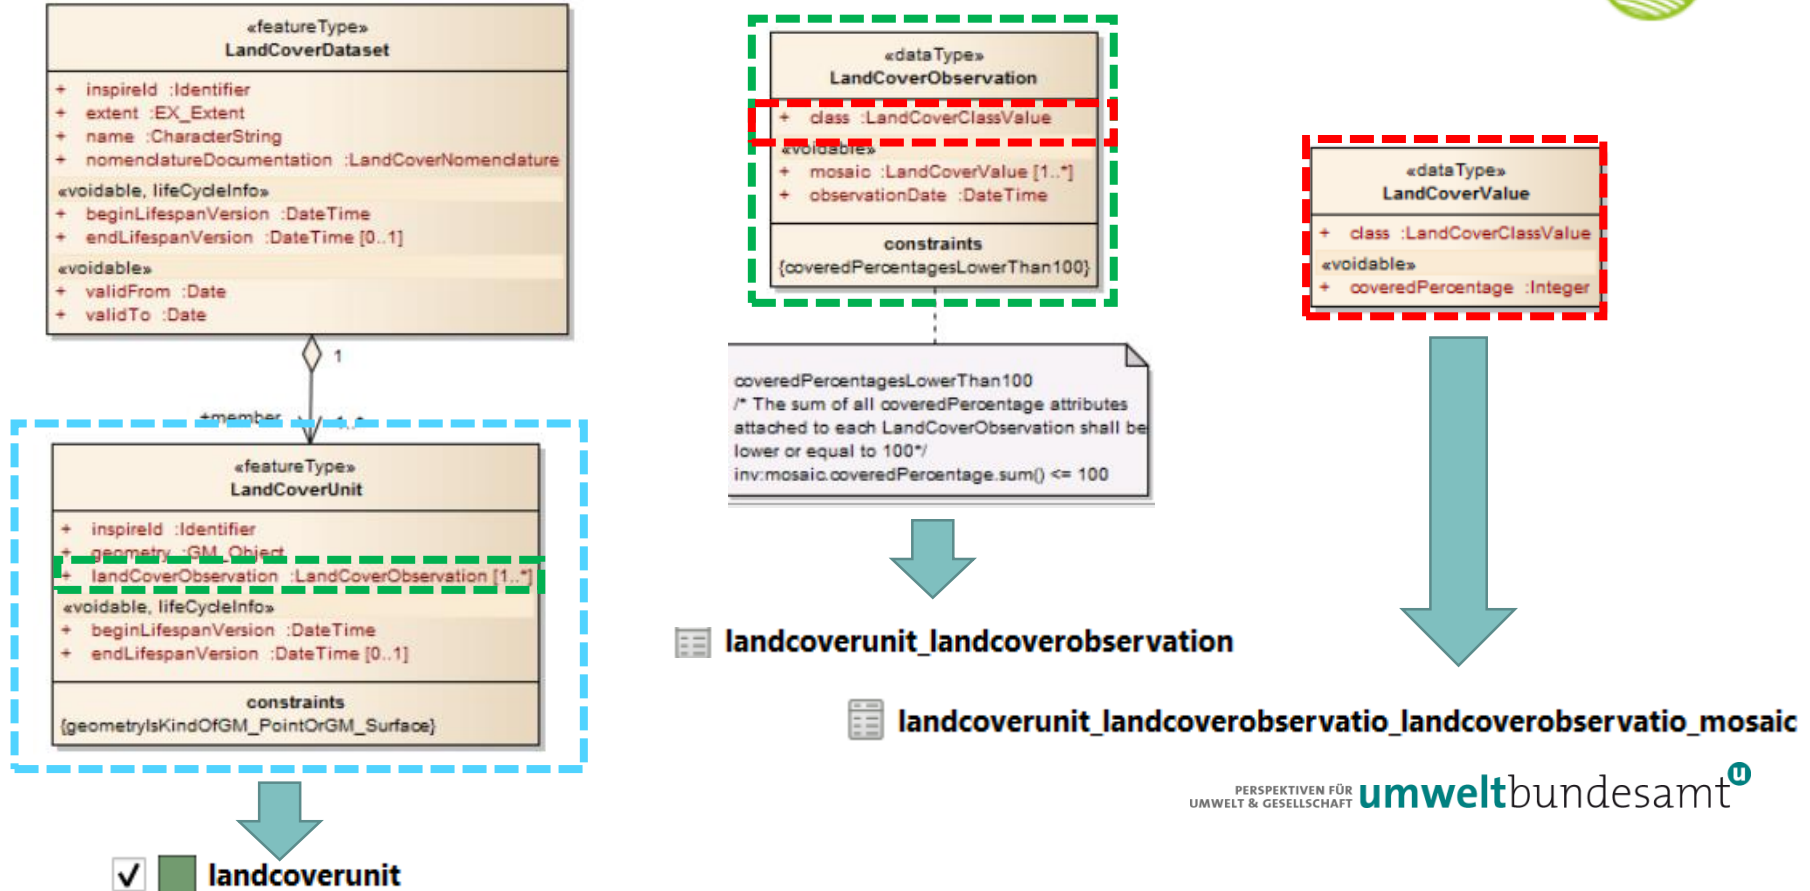 «featureType»
LandCoverDataset
+ inspireId :Identifier
+ extent :EX_Extent
+ name :CharacterString
+ nomenclatureDocumentation :LandCoverNomenclature
«voidable, lifeCycleInfo»
+ beginLifespanVersion :DateTime
+ endLifespanVersion :DateTime [0..1]
«voidable»
+ validFrom :Date
+ validTo :Date
1
+member 1..*
«featureType»
LandCoverUnit
+ inspireId :Identifier
+ geometry :GM_Object
+ landCoverObservation :LandCoverObservation [1..*]
«voidable, lifeCycleInfo»
+ beginLifespanVersion :DateTime
+ endLifespanVersion :DateTime [0..1]
constraints
{geometryIsKindOfGM_PointOrGM_Surface}
landcoverunit
«dataType»
LandCoverObservation
+ class :LandCoverClassValue
«voidable»
+ mosaic :LandCoverValue [1..*]
+ observationDate :DateTime
constraints
{coveredPercentagesLowerThan100}
coveredPercentagesLowerThan100
/* The sum of all coveredPercentage attributes
attached to each LandCoverObservation shall be
lower or equal to 100*/
inv:mosaic.coveredPercentage.sum() <= 100
landcoverunit_landcoverobservation
«dataType»
LandCoverValue
+ class :LandCoverClassValue
«voidable»
+ coveredPercentage :Integer
landcoverunit_landcoverobservatio_landcoverobservatio_mosaic
PERSPEKTIVEN FÜR
UMWELT & GESELLSCHAFT
umweltbundesamt
u